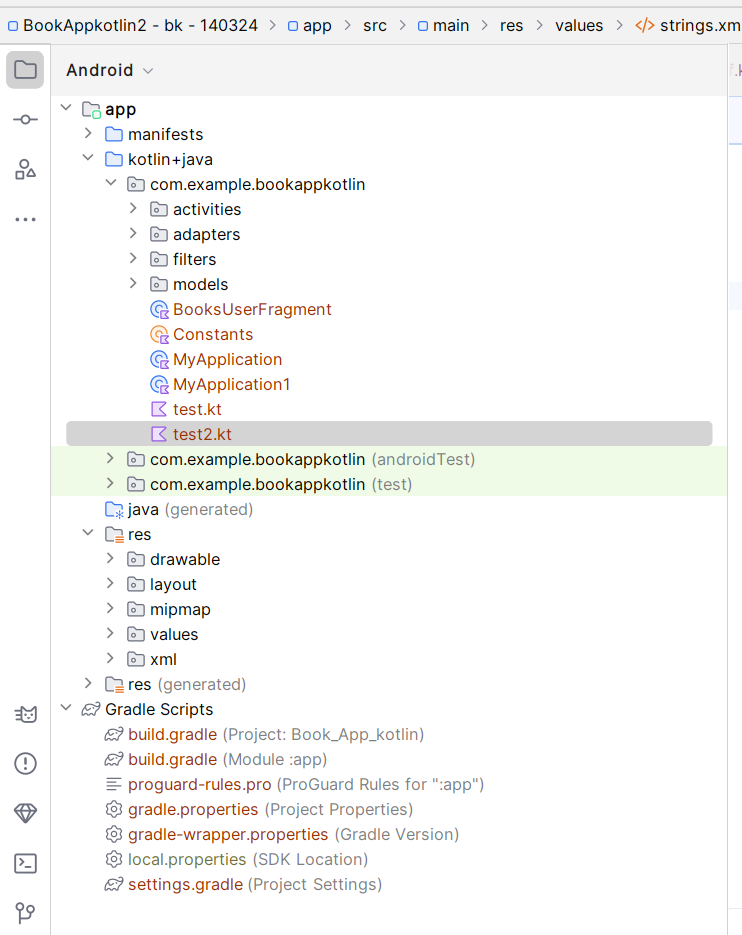 BookAppkotlin2 - bk - 140324 > app > src > main > res > values > strings.xm
Android
app
manifests
kotlin+java
com.example.bookappkotlin
activities
adapters
filters
models
BooksUserFragment
Constants
MyApplication
MyApplication1
test.kt
test2.kt
com.example.bookappkotlin (androidTest)
com.example.bookappkotlin (test)
java (generated)
res
drawable
layout
mipmap
values
xml
res (generated)
Gradle Scripts
build.gradle (Project: Book_App_kotlin)
build.gradle (Module :app)
proguard-rules.pro (ProGuard Rules for ":app")
gradle.properties (Project Properties)
gradle-wrapper.properties (Gradle Version)
local.properties (SDK Location)
settings.gradle (Project Settings)